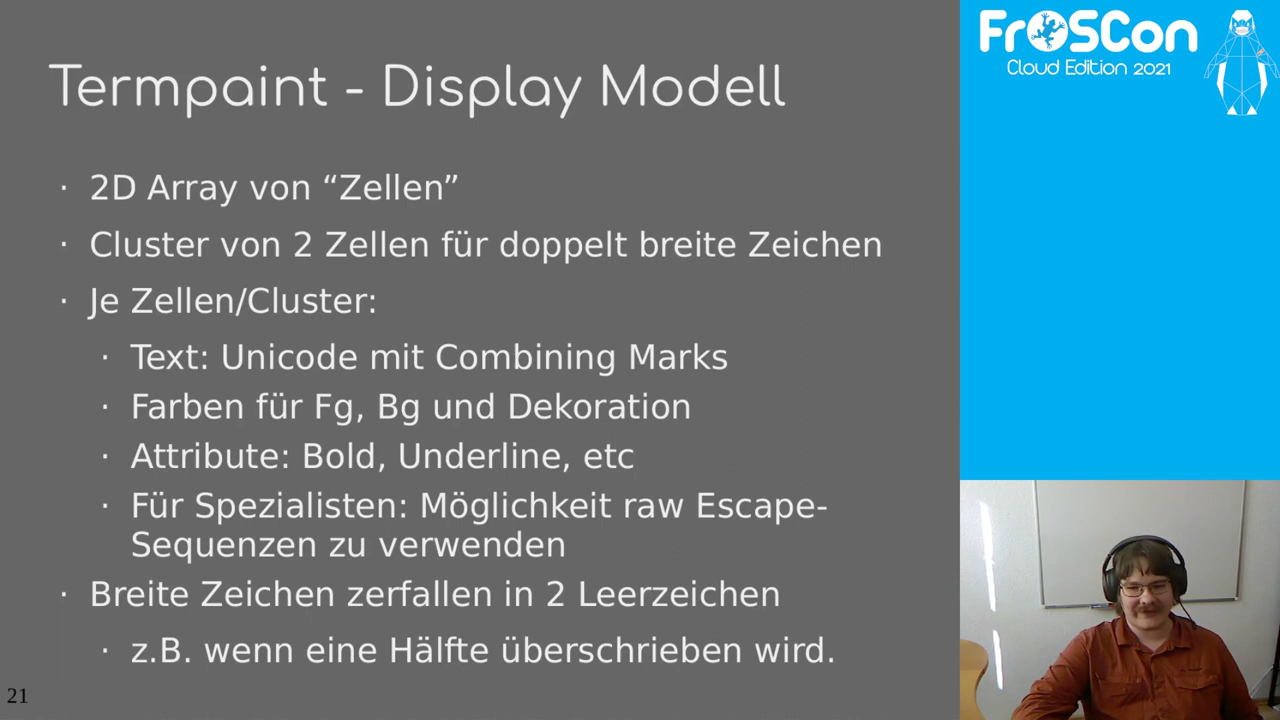 Termpaint - Display Modell
· 2D Array von “Zellen”
· Cluster von 2 Zellen für doppelt breite Zeichen
· Je Zellen/Cluster:
· Text: Unicode mit Combining Marks
· Farben für Fg, Bg und Dekoration
· Attribute: Bold, Underline, etc
· Für Spezialisten: Möglichkeit raw Escape-
Sequenzen zu verwenden
· Breite Zeichen zerfallen in 2 Leerzeichen
· z.B. wenn eine Hälfte überschrieben wird.
21
FrOSCon
Cloud Edition 2021